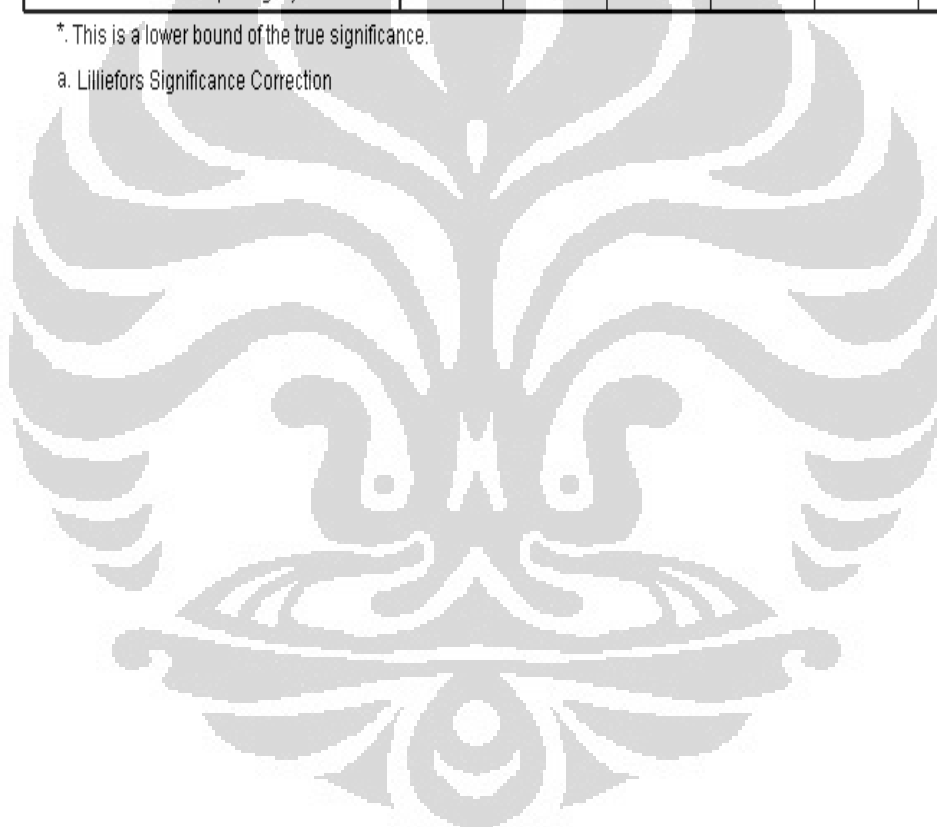 *. This is a lower bound of the true significance.
a. Lilliefors Significance Correction